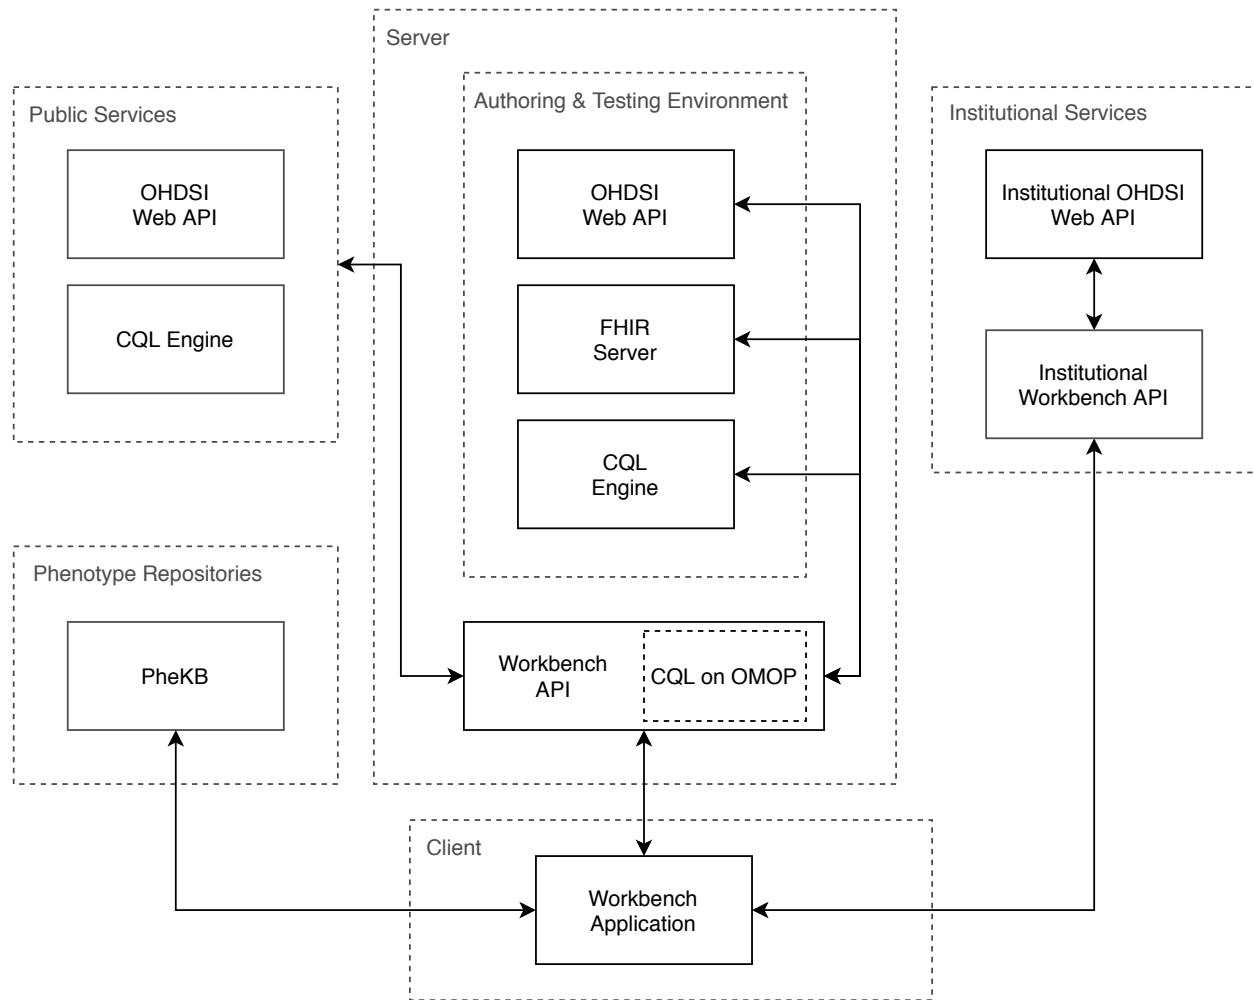 Server
Public Services
OHDSI
Web API
CQL Engine
Authoring & Testing Environment
OHDSI
Web API
FHIR
Server
CQL
Engine
Institutional Services
Institutional OHDSI
Web API
Institutional
Workbench API
Phenotype Repositories
PheKB
Workbench
API
CQL on OMOP
Client
Workbench
Application